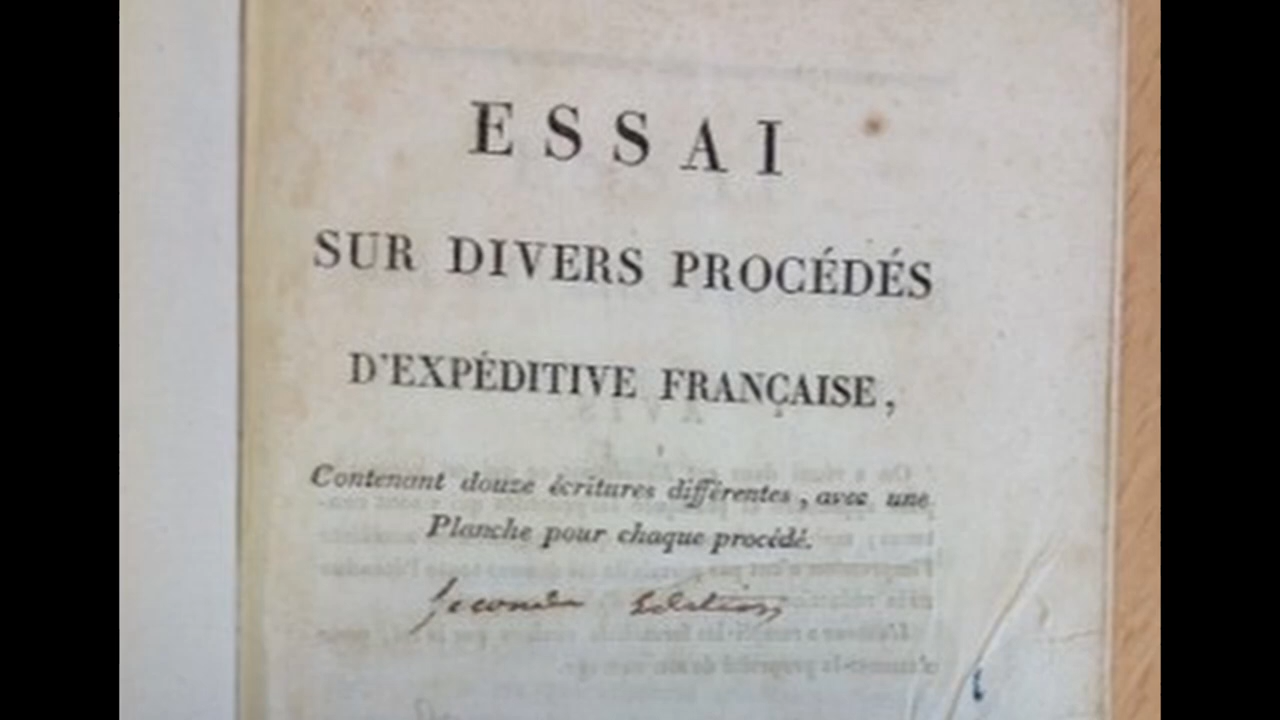 ESSAI
SUR DIVERS PROCÉDÉS
D'EXPÉDITIVE FRANÇAISE,
Contenant douze écritures différentes, avec une
Planche pour chaque procédé.
seconde Edition